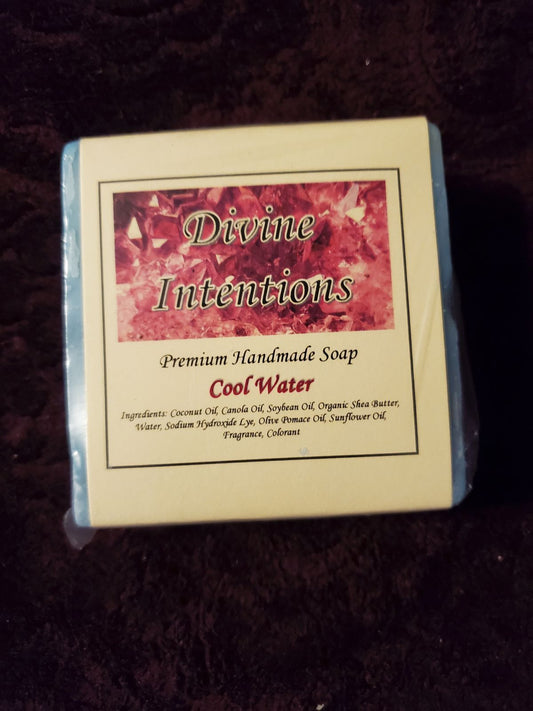 Divine
Intentions
Premium Handmade Soap
Cool Water
Ingredients: Coconut Oil, Canola Oil, Soybean Oil, Organic Shea Butter,
Water, Sodium Hydroxide Lye, Olive Pomace Oil, Sunflower Oil,
Fragrance, Colorant